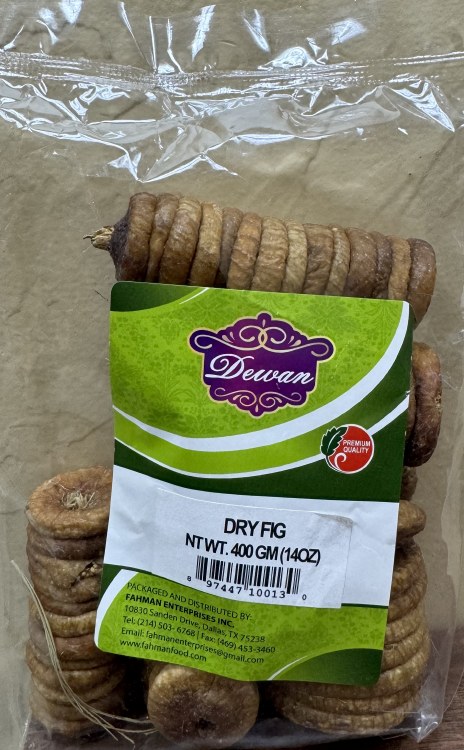 Dewan
PREMIUM
QUALITY
DRY FIG
NT WT. 400 GM (14OZ)
8 97447 10013 0
PACKAGED AND DISTRIBUTED BY:
FAHMAN ENTERPRISES INC.
10830 Sanden Drive, Dallas, TX 75238
Tel: (214) 503- 6768 | Fax: (469) 453-3460
Email: fahmanenterprises@gmail.com
www.fahmanfood.com